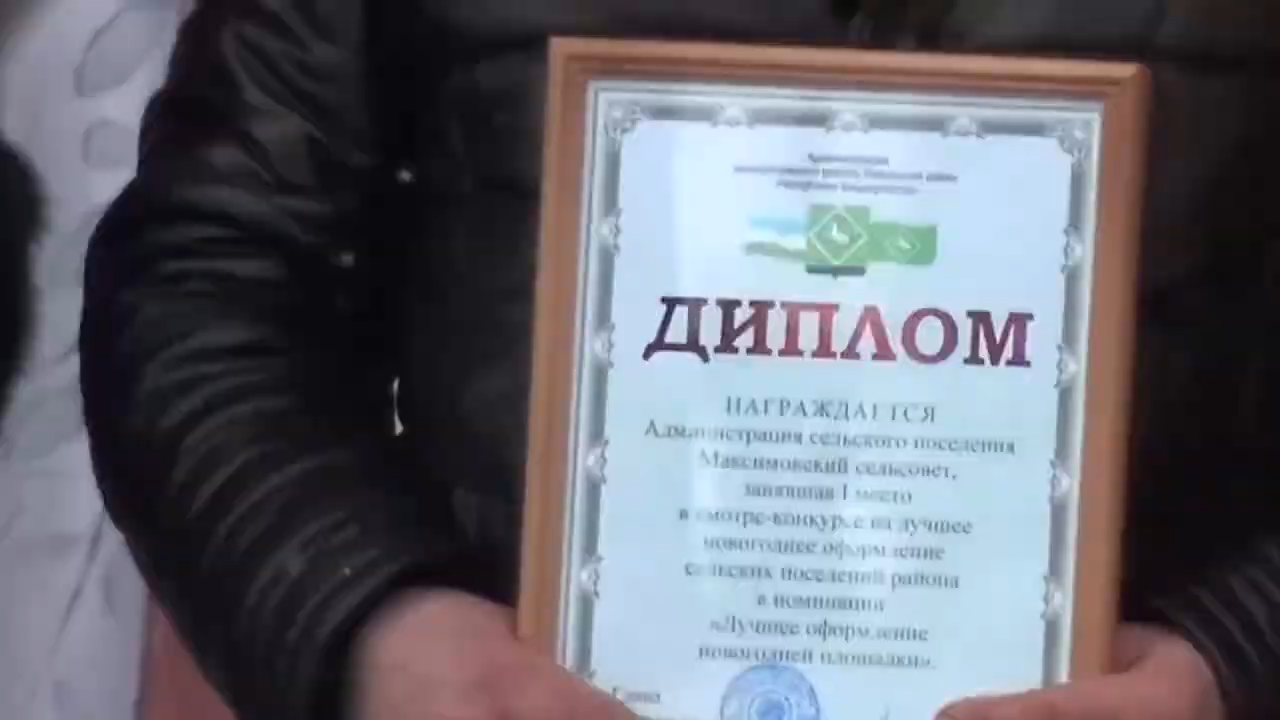 ДИПЛОМ
НАГРАЖДАЕТСЯ
Администрация сельского поселения
Максимовский сельсовет,
занявшая I место
в смотре-конкурсе на лучшее
новогоднее оформление
сельских поселений района
в номинации
«Лучшее оформление
новогодней площадки».
Глава